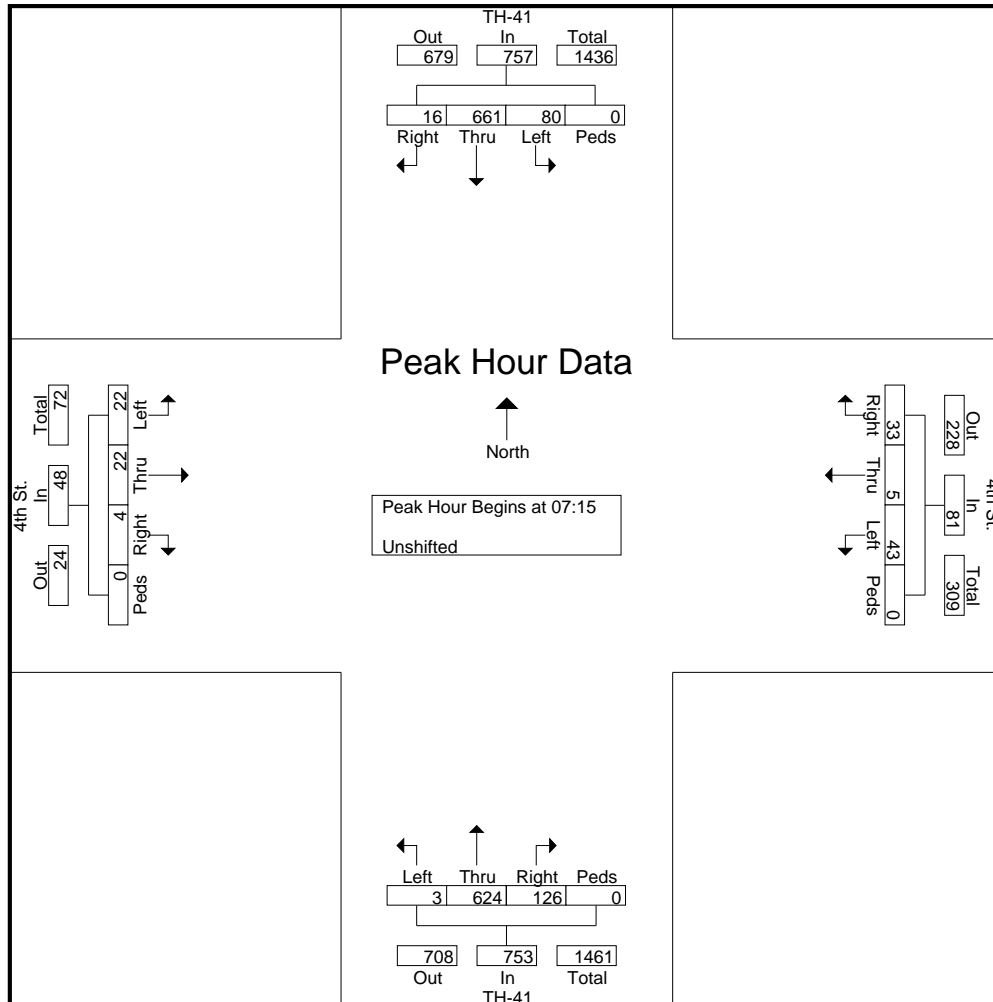 TH-41
Out In Total
679 757 1436
16 661 80 0
Right Thru Left Peds
Peak Hour Data
North
Peak Hour Begins at 07:15
Unshifted
4th St.
Total In Out
72 48 24
22 22 4 0
Left Thru Right Peds
Right Thru Left Peds
33 5 43 0
Out In Total
228 81 309
4th St.
Left Thru Right Peds
3 624 126 0
708 753 1461
Out In Total
TH-41